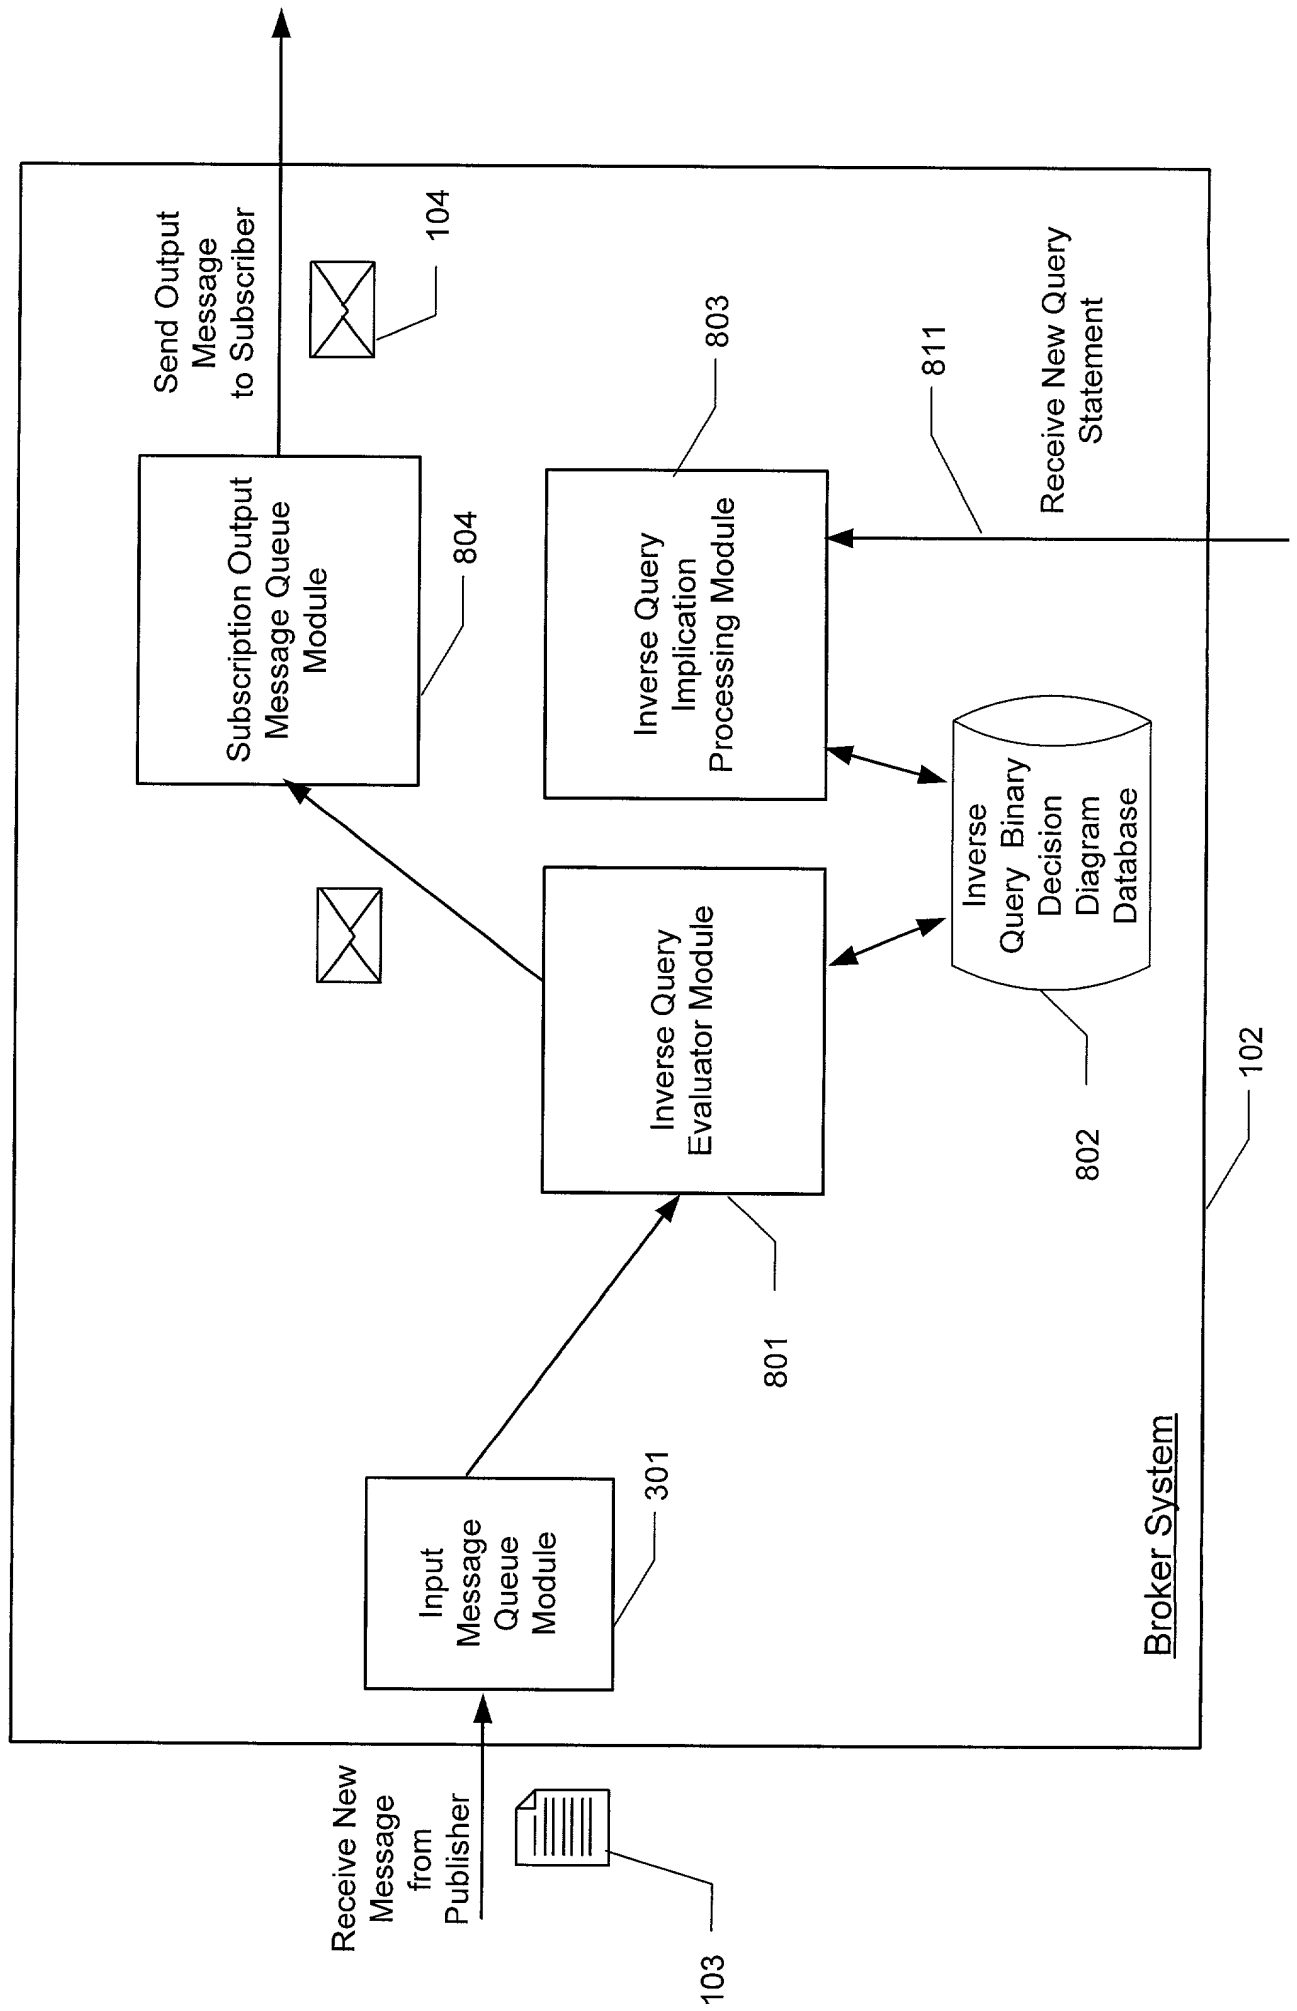 Receive New
Message
from
Publisher
103
Input
Message
Queue
Module
301
Inverse Query
Evaluator Module
801
Subscription Output
Message Queue
Module
804
Send Output
Message
to Subscriber
104
Inverse Query
Implication
Processing Module
803
Inverse
Query Binary
Decision
Diagram
Database
802
811
Receive New Query
Statement
Broker System
102